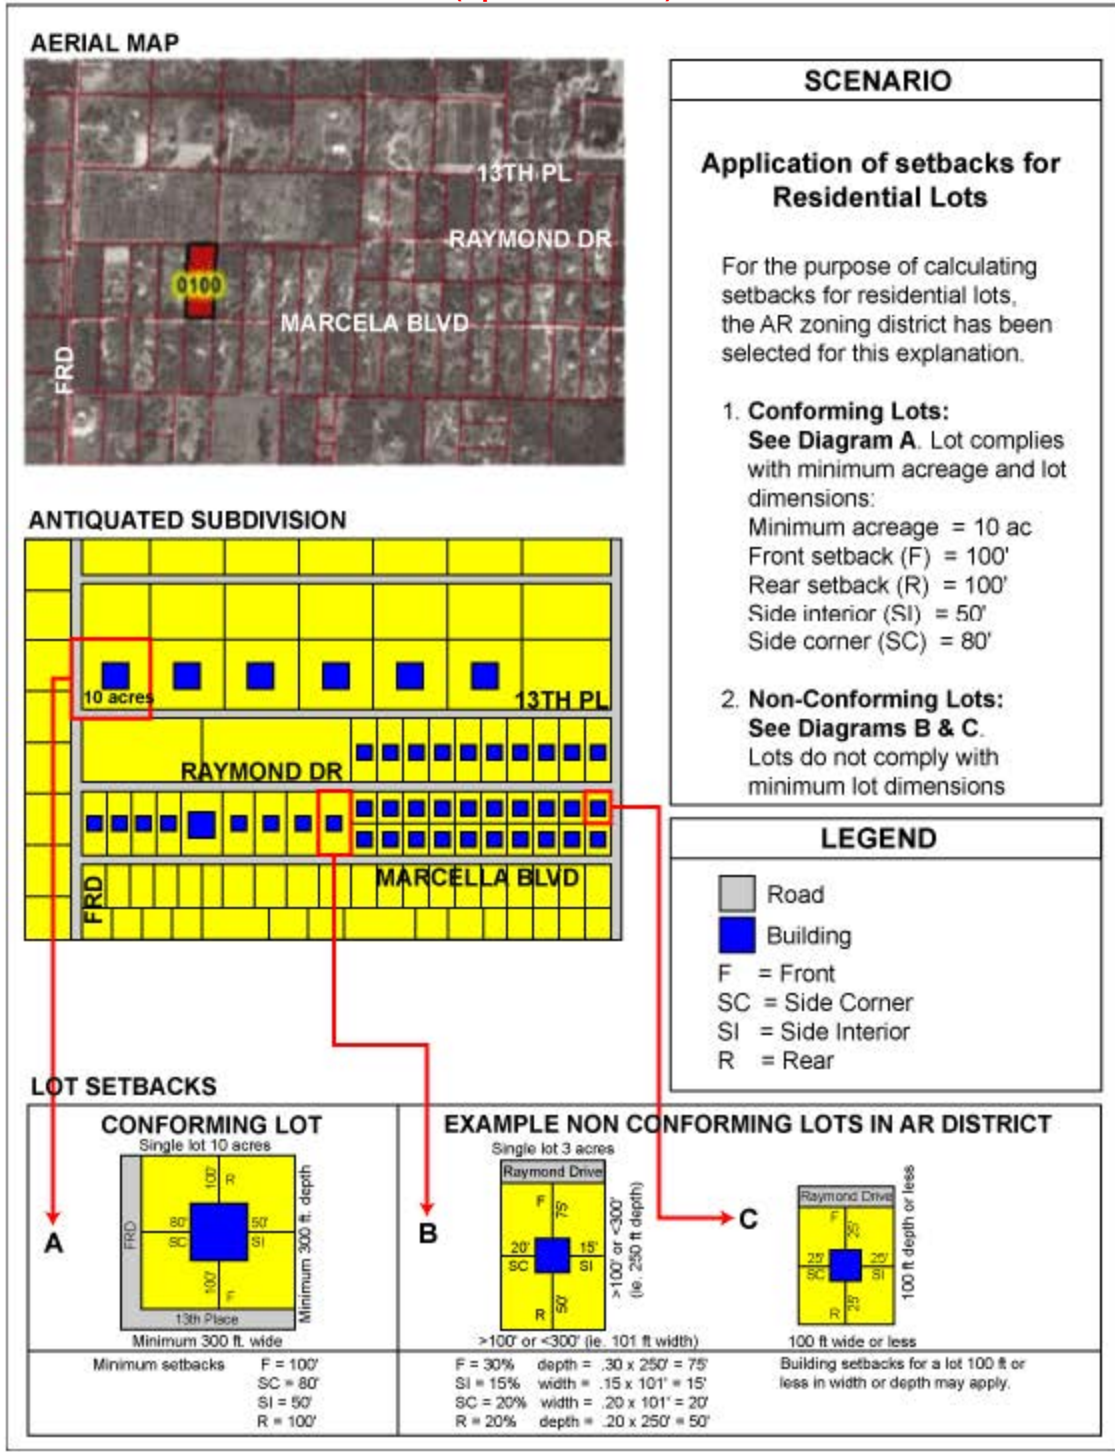 AERIAL MAP
13TH PL
RAYMOND DR
0100
MARCELA BLVD
FRD
SCENARIO
Application of setbacks for
Residential Lots
For the purpose of calculating
setbacks for residential lots,
the AR zoning district has been
selected for this explanation.
1. Conforming Lots:
See Diagram A. Lot complies
with minimum acreage and lot
dimensions:
Minimum acreage = 10 ac
Front setback (F) = 100'
Rear setback (R) = 100'
Side interior (SI) = 50'
Side corner (SC) = 80'
2. Non-Conforming Lots:
See Diagrams B & C.
Lots do not comply with
minimum lot dimensions
ANTIQUATED SUBDIVISION
10 acres
13TH PL
RAYMOND DR
MARCELLA BLVD
FRD
LEGEND
Road
Building
F = Front
SC = Side Corner
SI = Side Interior
R = Rear
LOT SETBACKS
CONFORMING LOT
Single lot 10 acres
A
FRD
100'
R
80'
SC
50'
SI
100'
F
13th Place
Minimum 300 ft. depth
Minimum 300 ft. wide
Minimum setbacks F = 100'
SC = 80'
SI = 50'
R = 100'
EXAMPLE NON CONFORMING LOTS IN AR DISTRICT
B
Single lot 3 acres
Raymond Drive
F
75'
20'
SC
15'
SI
R
50'
>100' or <300'
(ie. 250 ft depth)
>100' or <300' (ie. 101 ft width)
F = 30% depth = .30 x 250' = 75'
SI = 15% width = .15 x 101' = 15'
SC = 20% width = .20 x 101' = 20'
R = 20% depth = .20 x 250' = 50'
C
Raymond Drive
F
25'
25'
SC
25'
SI
R
25'
100 ft depth or less
100 ft wide or less
Building setbacks for a lot 100 ft or
less in width or depth may apply.